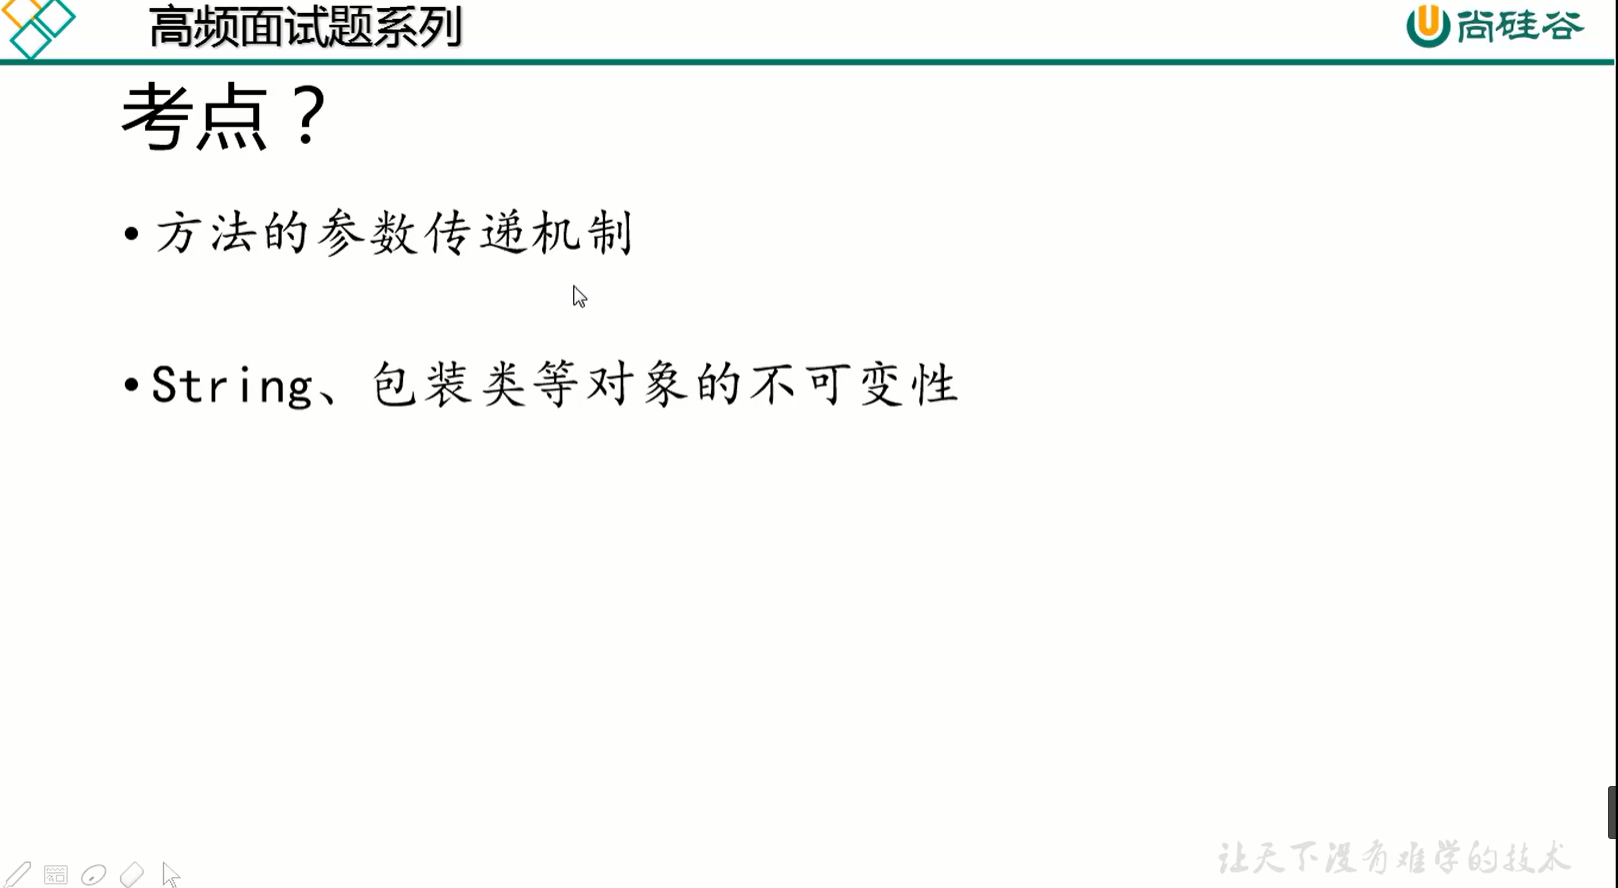 高频面试题系列
尚硅谷
考点？
•方法的参数传递机制
•String、包装类等对象的不可变性
让天下没有难学的技术